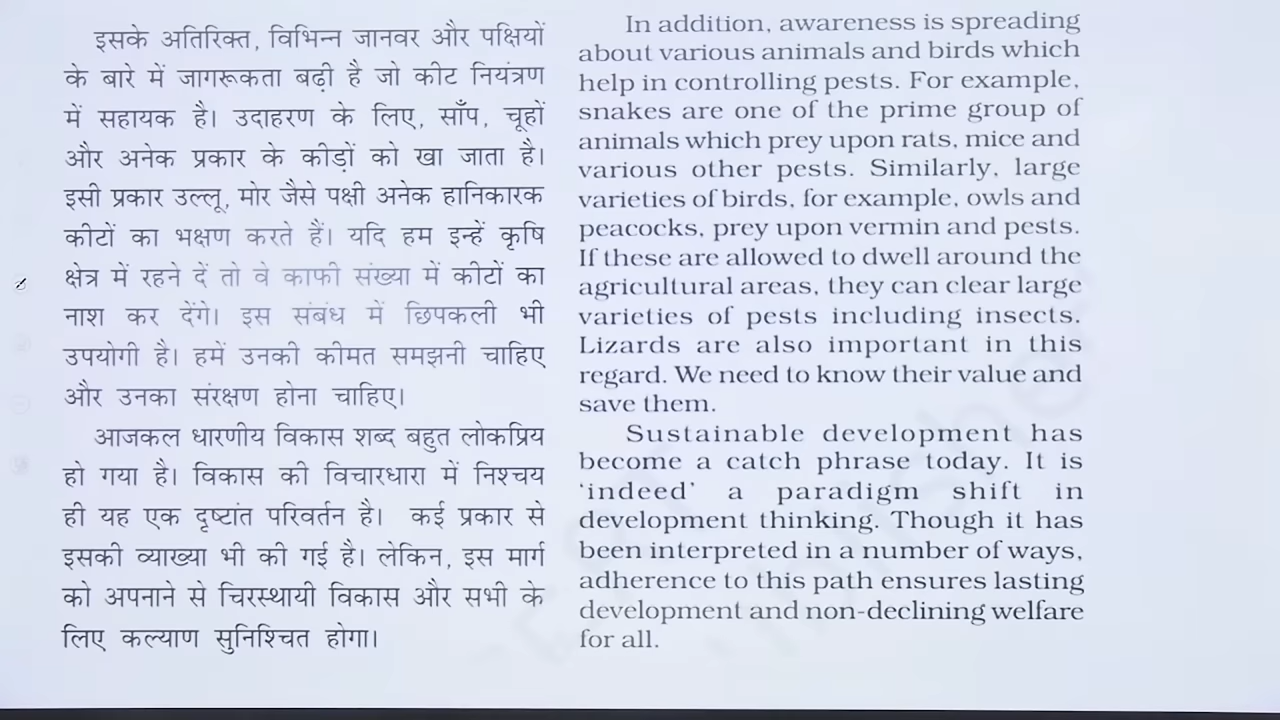 इसके अतिरिक्त, विभिन्न जानवर और पक्षियों
के बारे में जागरूकता बढ़ी है जो कीट नियंत्रण
में सहायक है। उदाहरण के लिए, साँप, चूहों
और अनेक प्रकार के कीड़ों को खा जाता है।
इसी प्रकार उल्लू, मोर जैसे पक्षी अनेक हानिकारक
कीटों का भक्षण करते हैं। यदि हम इन्हें कृषि
क्षेत्र में रहने दें तो वे काफी संख्या में कीटों का
नाश कर देंगे। इस संबंध में छिपकली भी
उपयोगी है। हमें उनकी कीमत समझनी चाहिए
और उनका संरक्षण होना चाहिए।
आजकल धारणीय विकास शब्द बहुत लोकप्रिय
हो गया है। विकास की विचारधारा में निश्चय
ही यह एक दृष्टांत परिवर्तन है। कई प्रकार से
इसकी व्याख्या भी की गई है। लेकिन, इस मार्ग
को अपनाने से चिरस्थायी विकास और सभी के
लिए कल्याण सुनिश्चित होगा।
In addition, awareness is spreading
about various animals and birds which
help in controlling pests. For example,
snakes are one of the prime group of
animals which prey upon rats, mice and
various other pests. Similarly, large
varieties of birds, for example, owls and
peacocks, prey upon vermin and pests.
If these are allowed to dwell around the
agricultural areas, they can clear large
varieties of pests including insects.
Lizards are also important in this
regard. We need to know their value and
save them.
Sustainable development has
become a catch phrase today. It is
‘indeed’ a paradigm shift in
development thinking. Though it has
been interpreted in a number of ways,
adherence to this path ensures lasting
development and non-declining welfare
for all.